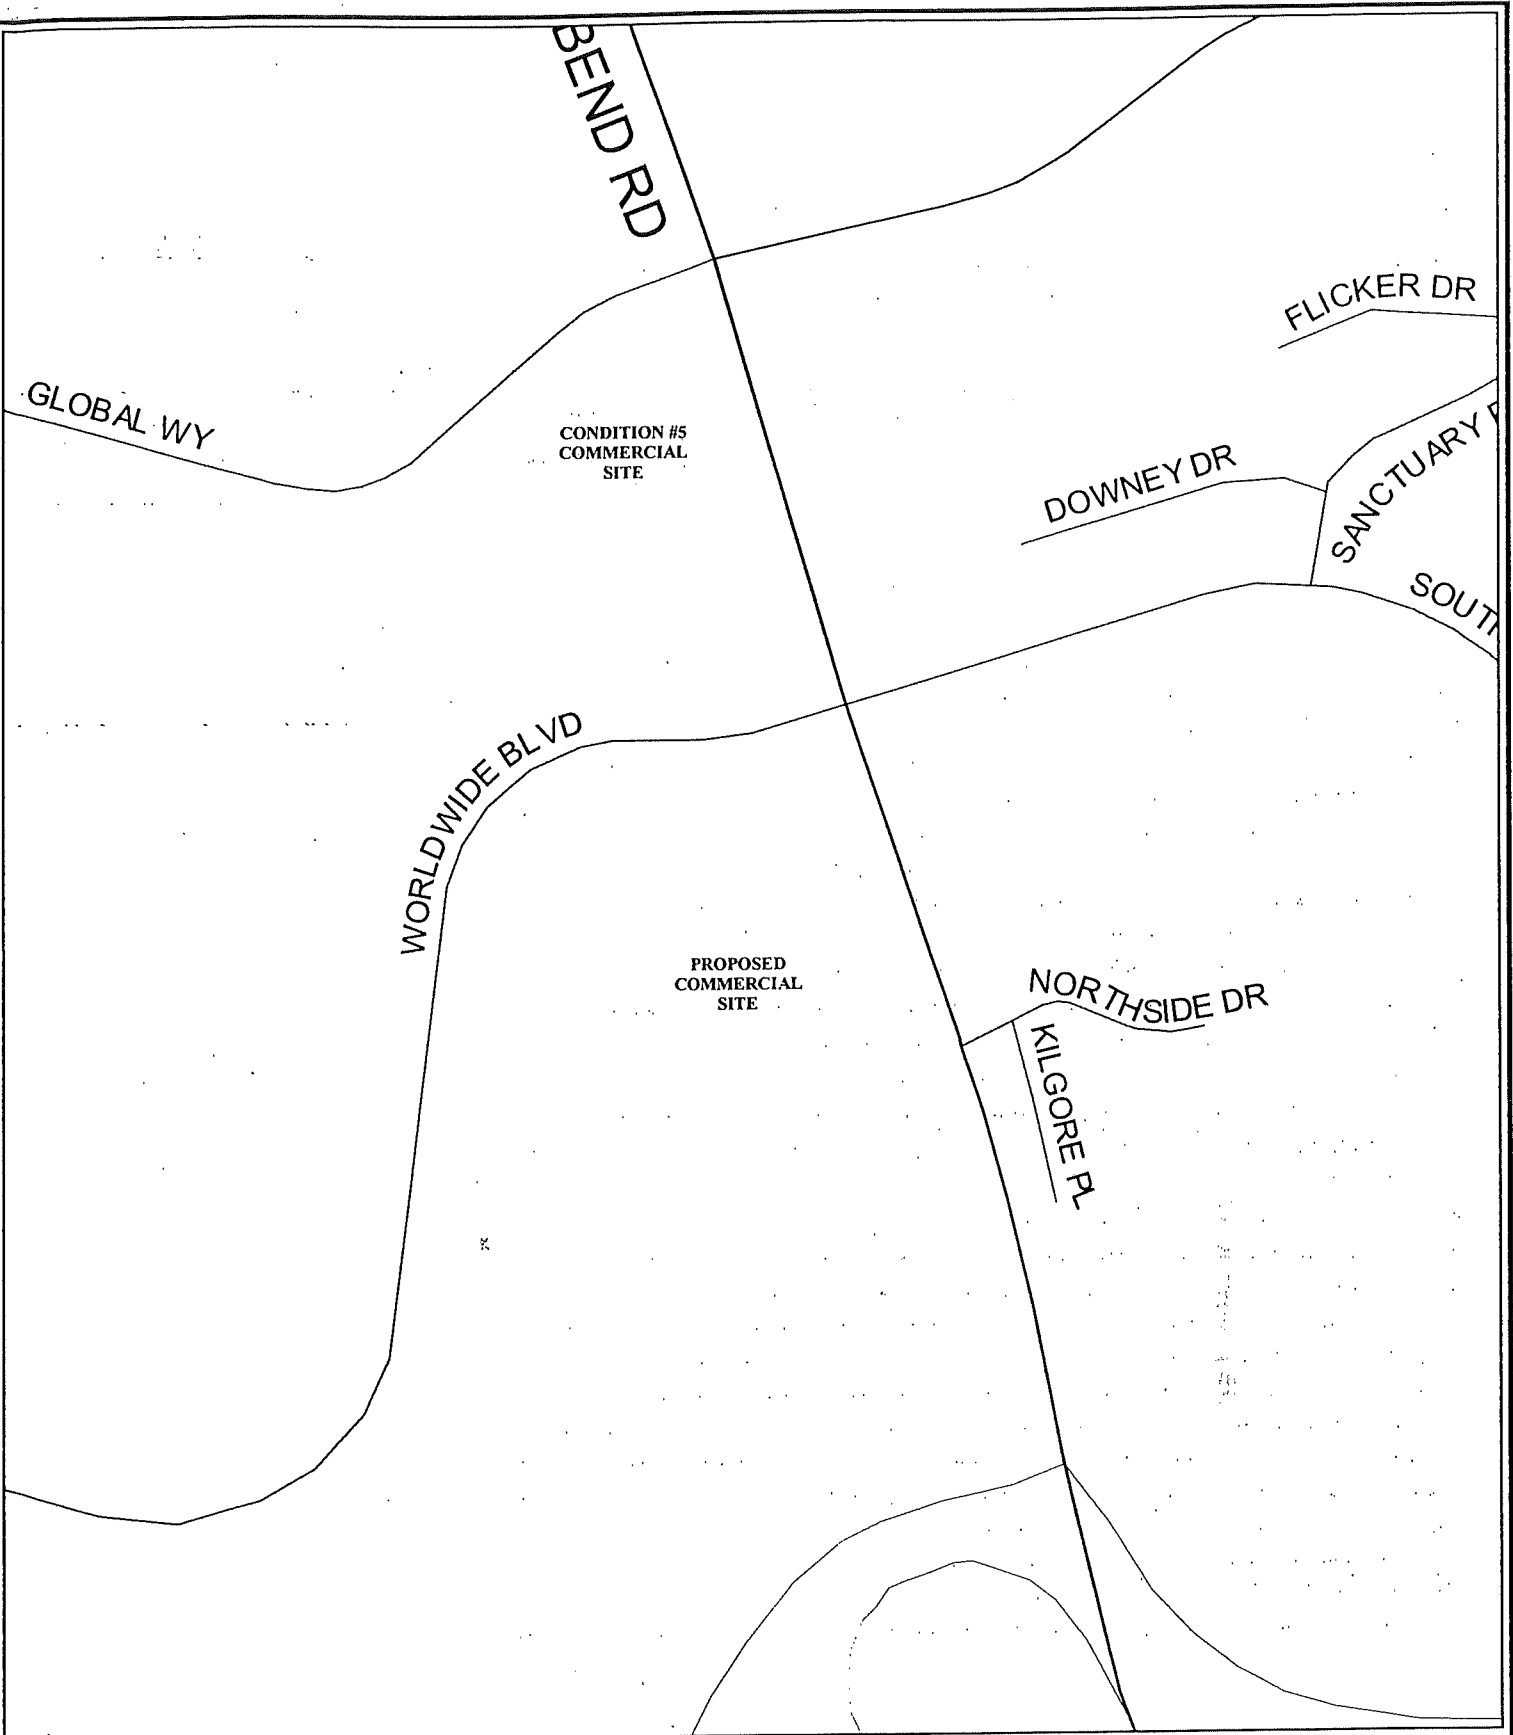 BEND RD
FLICKER DR
GLOBAL WY
CONDITION #5
COMMERCIAL
SITE
DOWNEY DR
SANCTUARY
WORLDWIDE BLVD
PROPOSED
COMMERCIAL
SITE
NORTHSIDE DR
KILGORE PL